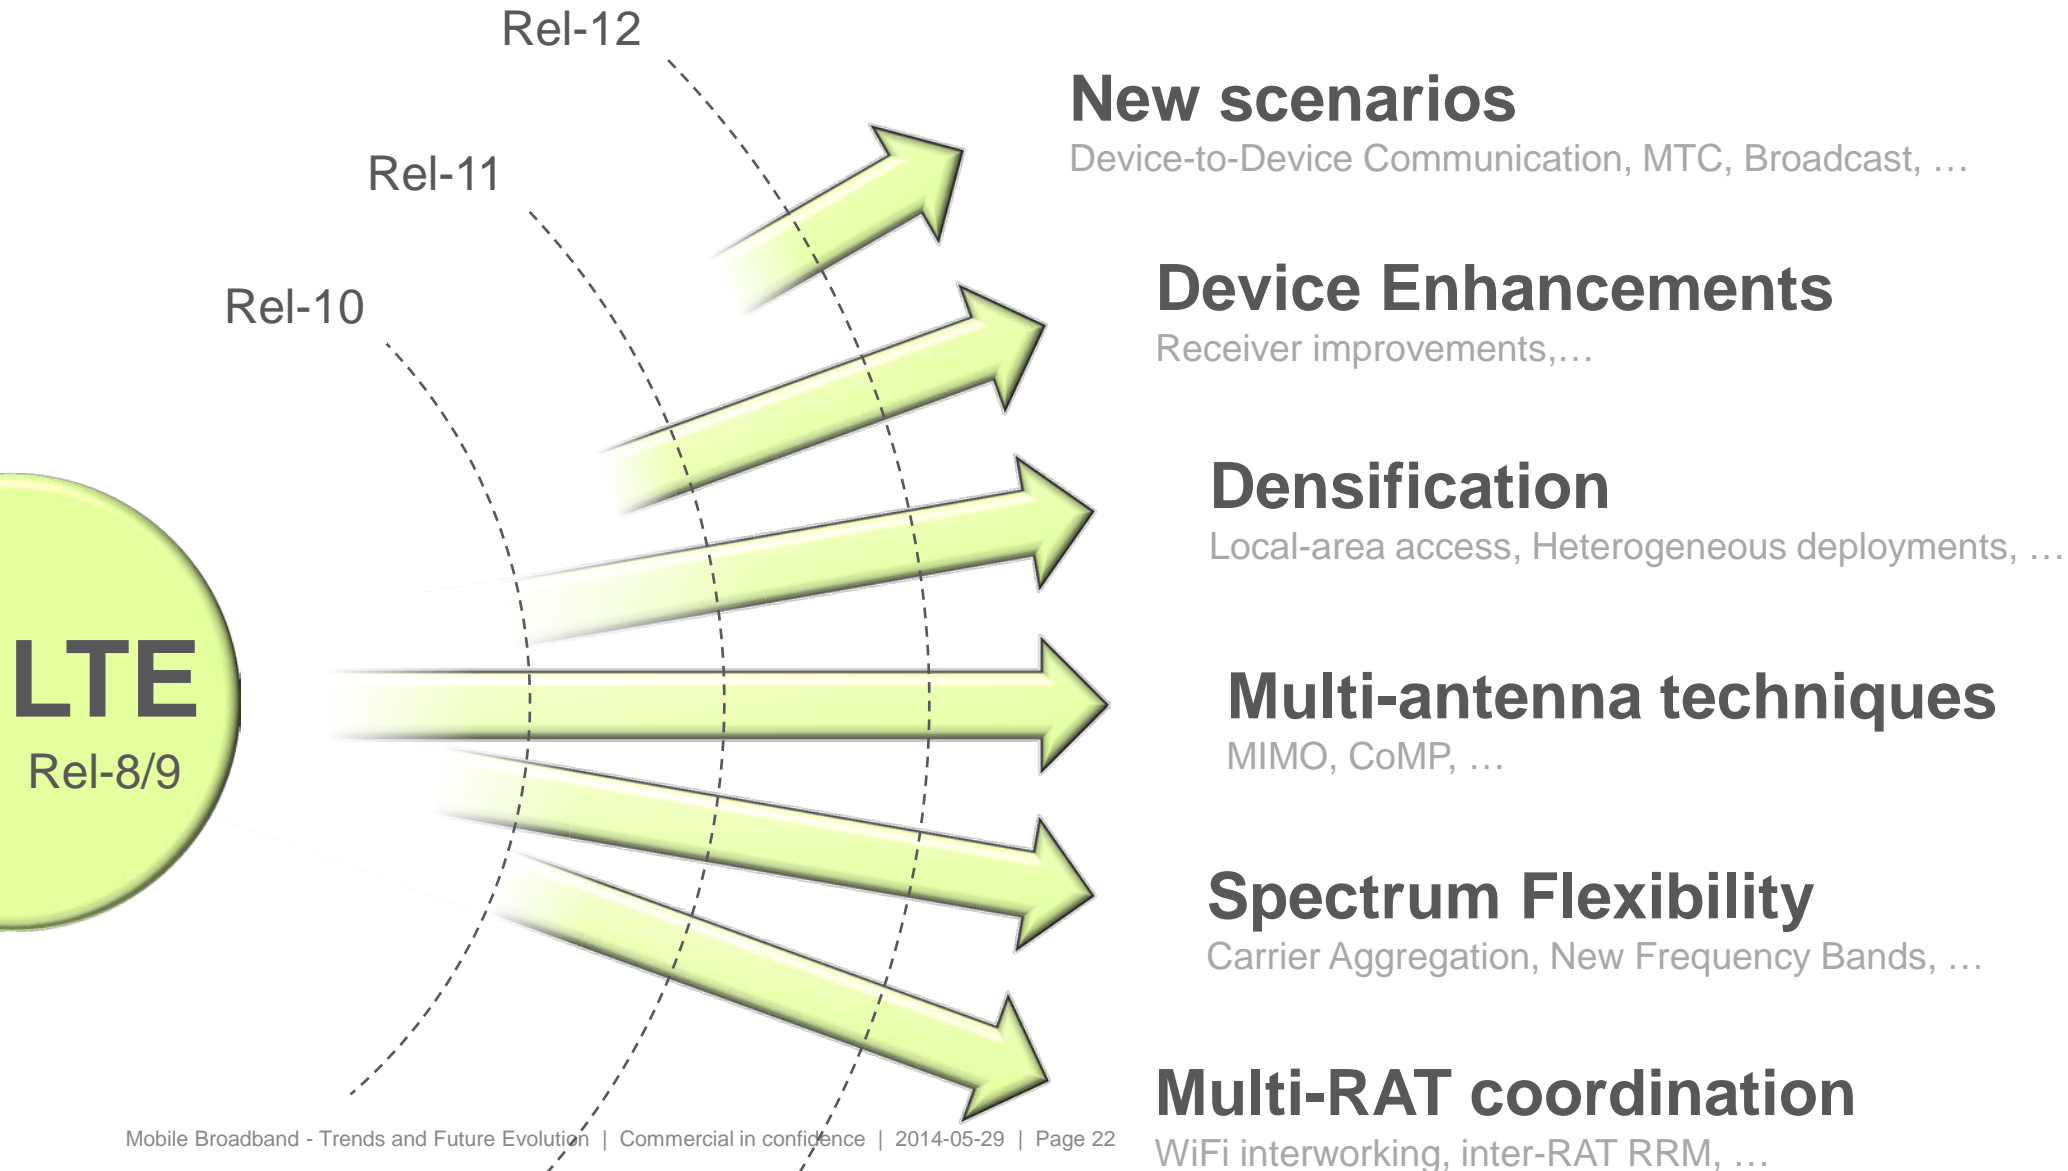 Rel-12
Rel-11
Rel-10
LTE
Rel-8/9
New scenarios
Device-to-Device Communication, MTC, Broadcast, …
Device Enhancements
Receiver improvements,…
Densification
Local-area access, Heterogeneous deployments, …
Multi-antenna techniques
MIMO, CoMP, …
Spectrum Flexibility
Carrier Aggregation, New Frequency Bands, …
Multi-RAT coordination
WiFi interworking, inter-RAT RRM, …
Mobile Broadband - Trends and Future Evolution | Commercial in confidence | 2014-05-29 | Page 22